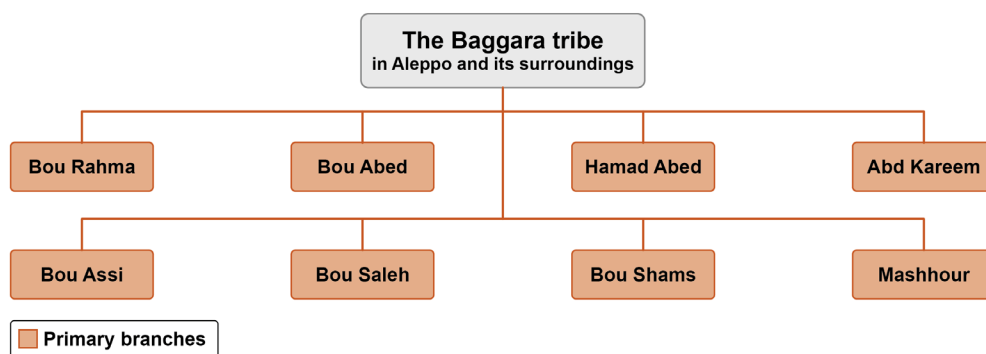 The Baggara tribe
in Aleppo and its surroundings
Bou Rahma
Bou Abed
Hamad Abed
Abd Kareem
Bou Assi
Bou Saleh
Bou Shams
Mashhour
Primary branches